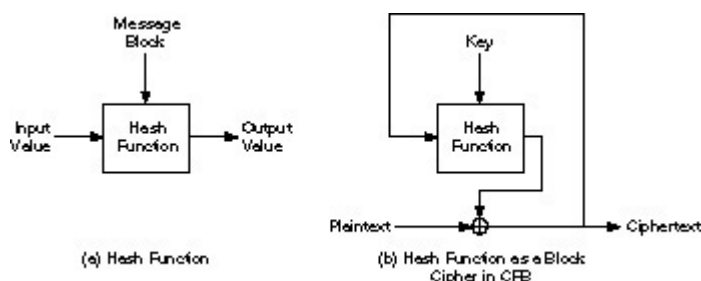 Message
Block
Input
Value
Hash
Function
Output
Value
(a) Hash Function
Key
Hash
Function
Plaintext
Ciphertext
(b) Hash Function as a Block
Cipher in CFB